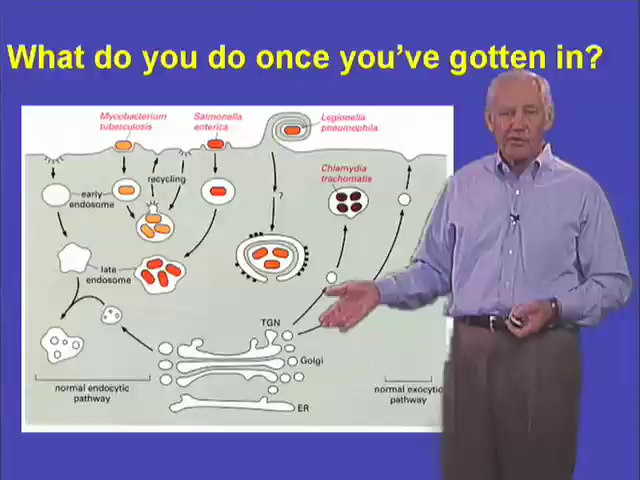 What do you do once you've gotten in?
Mycobacterium
tuberculosis
Salmonella
enterica
Legionella
pneumophila
Chlamydia
trachomatis
recycling
early
endosome
?
late
endosome
TGN
Golgi
ER
normal endocytic
pathway
normal exocytic
pathway